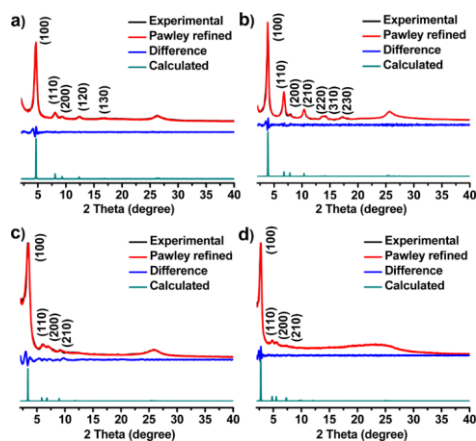 a)
(100)
(110)
(200)
(120)
(130)
Experimental
Pawley refined
Difference
Calculated
5 10 15 20 25 30 35 40
2 Theta (degree)
b)
(100)
(110)
(200)
(210)
(220)
(310)
(230)
Experimental
Pawley refined
Difference
Calculated
5 10 15 20 25 30 35 40
2 Theta (degree)
c)
(100)
(110)
(200)
(210)
Experimental
Pawley refined
Difference
Calculated
5 10 15 20 25 30 35 40
2 Theta (degree)
d)
(100)
(110)
(200)
(210)
Experimental
Pawley refined
Difference
Calculated
5 10 15 20 25 30 35 40
2 Theta (degree)